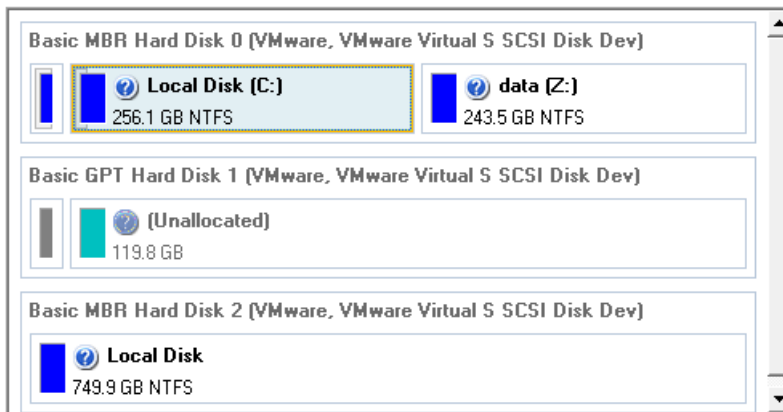 Basic MBR Hard Disk 0 (VMware, VMware Virtual S SCSI Disk Dev)
Local Disk (C:)
256.1 GB NTFS
data (Z:)
243.5 GB NTFS
Basic GPT Hard Disk 1 (VMware, VMware Virtual S SCSI Disk Dev)
(Unallocated)
119.8 GB
Basic MBR Hard Disk 2 (VMware, VMware Virtual S SCSI Disk Dev)
Local Disk
749.9 GB NTFS